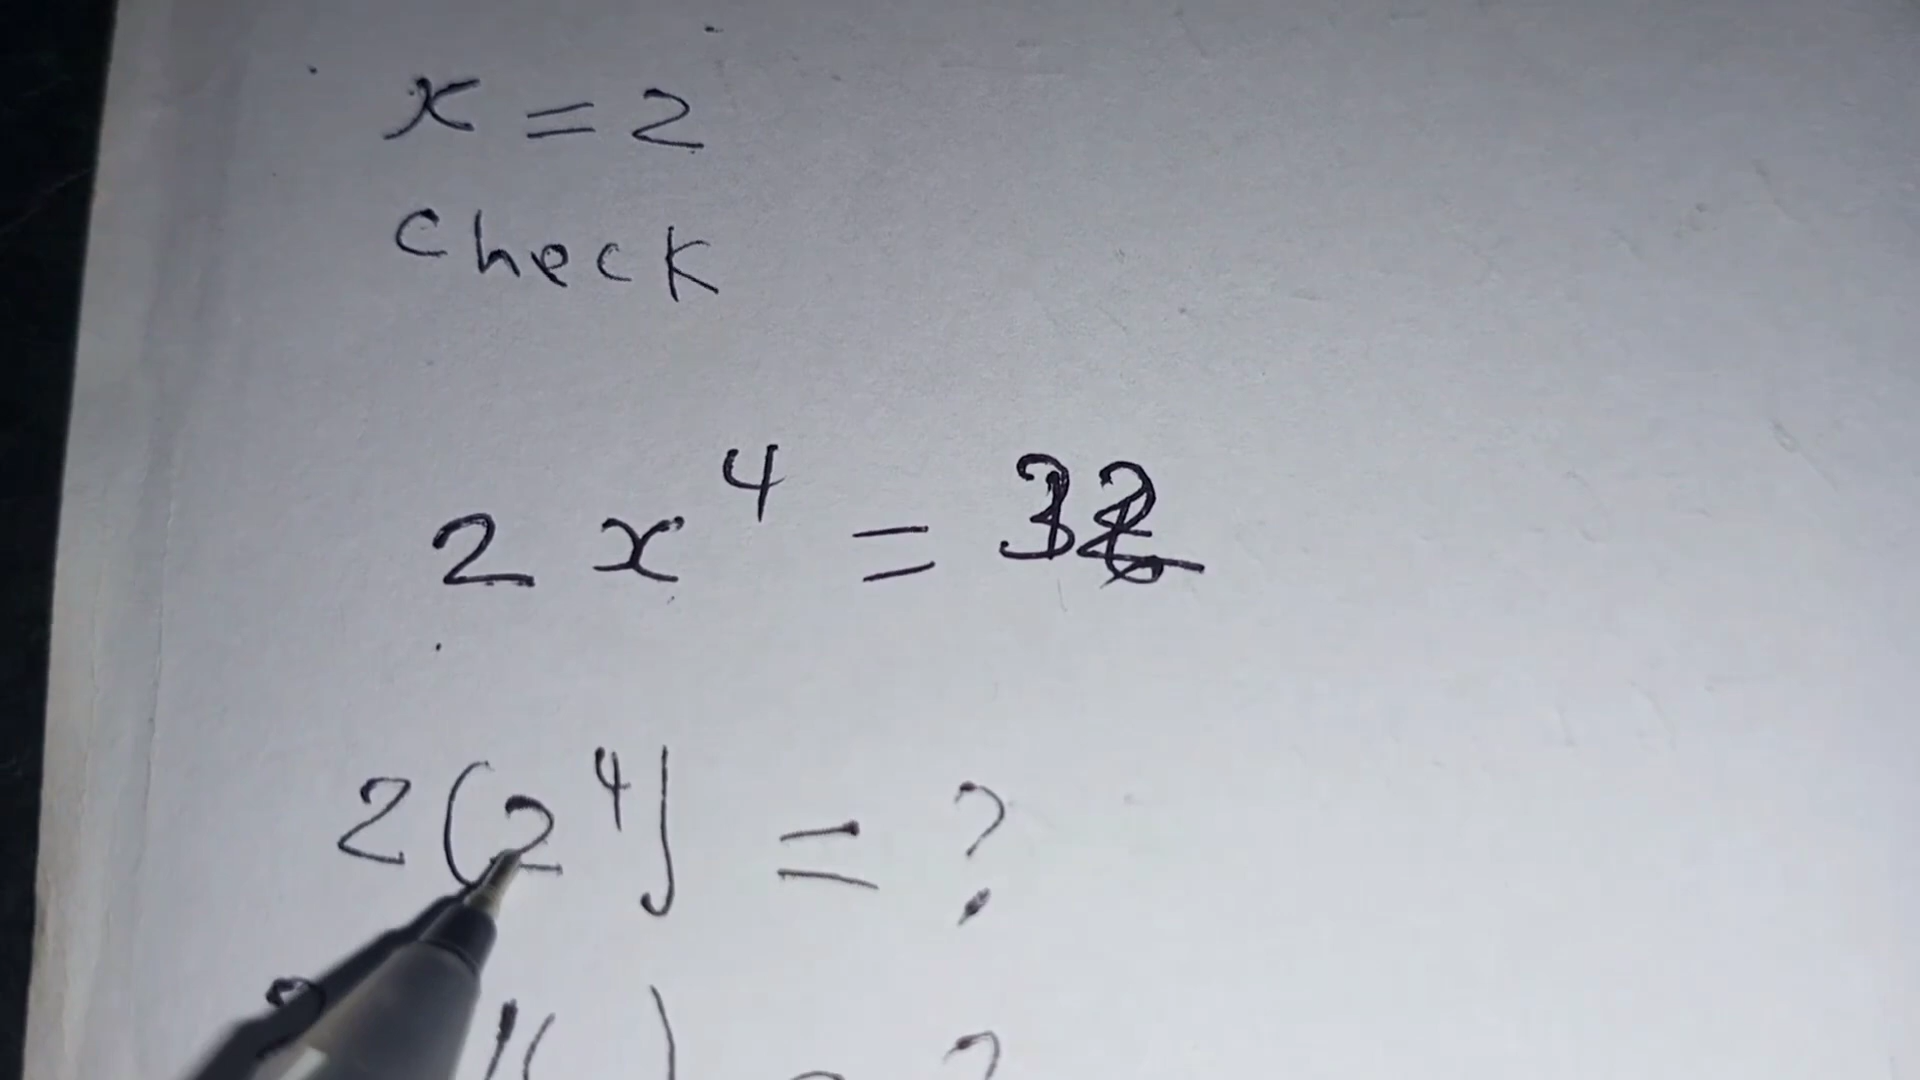 x = 2
check
2x⁴ = 32
2(2⁴) = ?